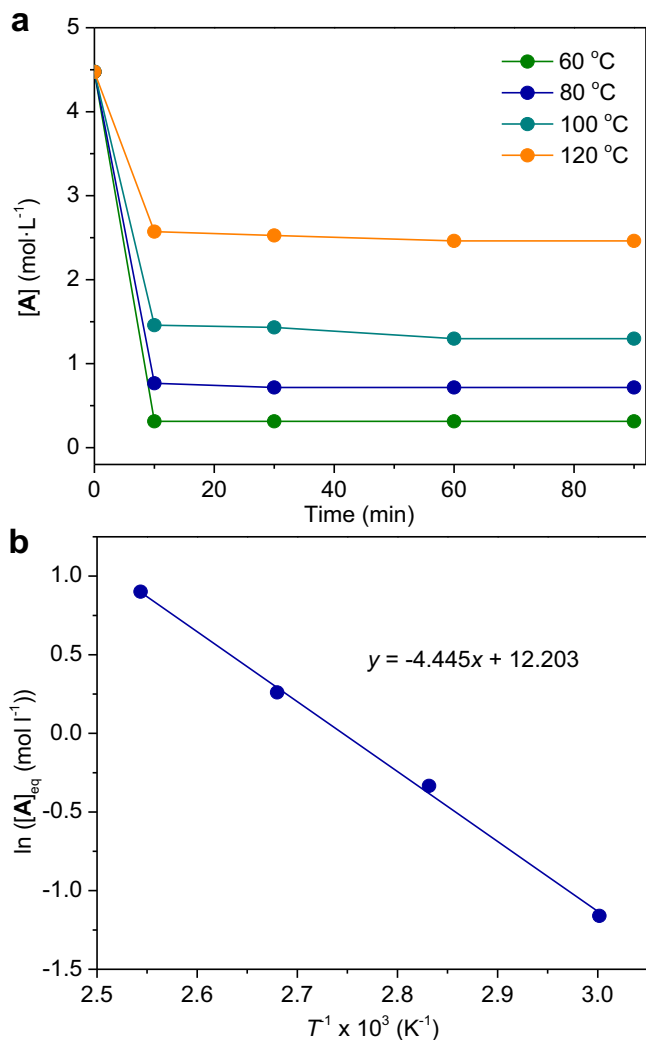 a
5
4
3
2
1
0
[A] (mol·L⁻¹)
60 °C
80 °C
100 °C
120 °C
0 20 40 60 80
Time (min)
b
1.0
0.5
0.0
-0.5
-1.0
-1.5
ln ([A]eq (mol l⁻¹))
y = -4.445x + 12.203
2.5 2.6 2.7 2.8 2.9 3.0
T⁻¹ x 10³ (K⁻¹)